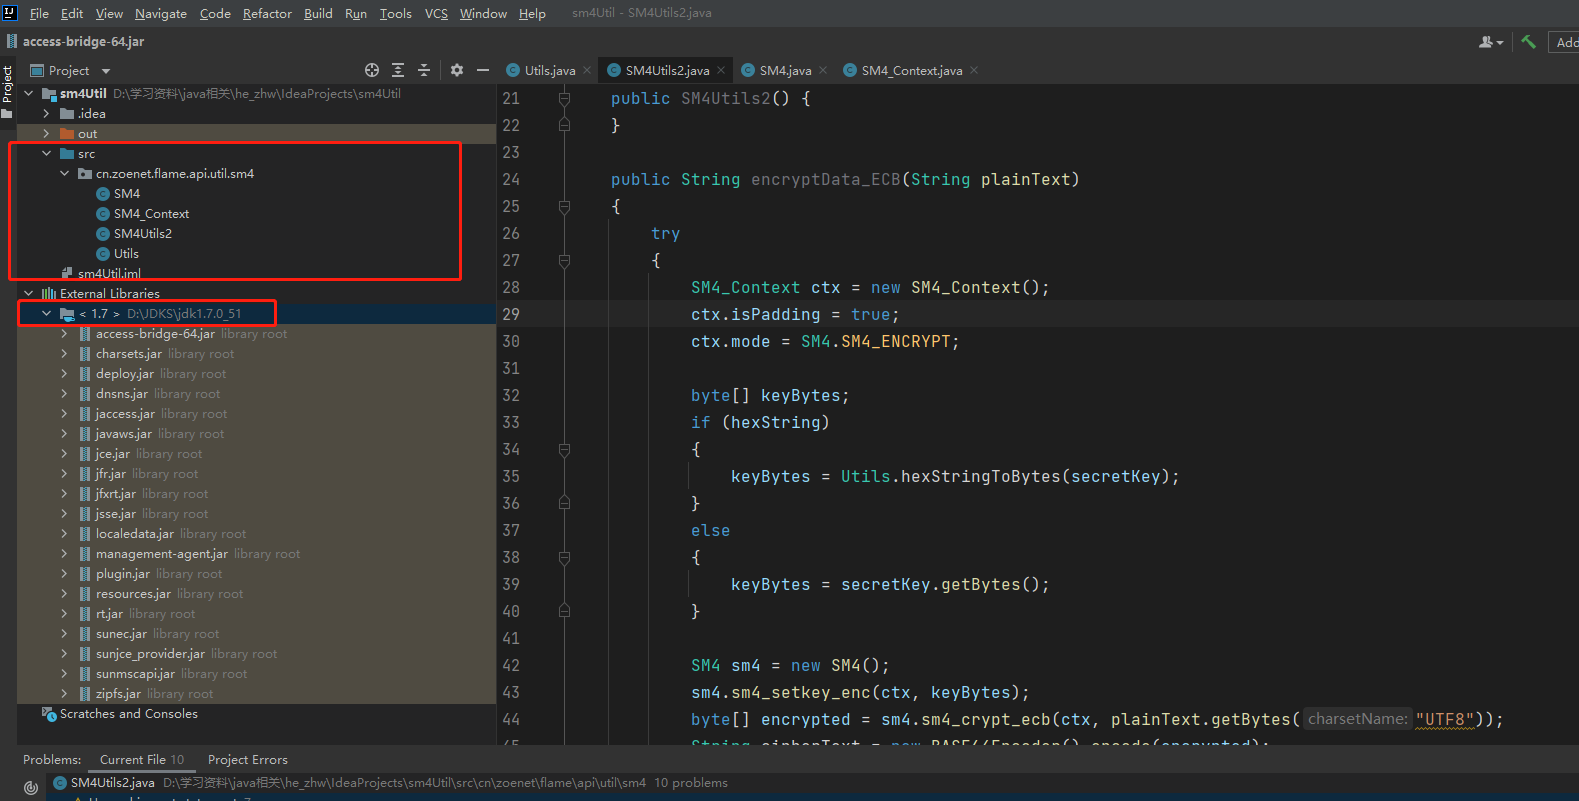 File Edit View Navigate Code Refactor Build Run Tools VCS Window Help sm4Util - SM4Utils2.java
access-bridge-64.jar
Add
Project
Project
Utils.java SM4Utils2.java SM4.java SM4_Context.java
sm4Util D:\学习资料\java相关\he_zhw\IdeaProjects\sm4Util
.idea
out
src
cn.zoenet.flame.api.util.sm4
SM4
SM4_Context
SM4Utils2
Utils
sm4Util.iml
External Libraries
< 1.7 > D:\JDKS\jdk1.7.0_51
access-bridge-64.jar library root
charsets.jar library root
deploy.jar library root
dnsns.jar library root
jaccess.jar library root
javaws.jar library root
jce.jar library root
jfr.jar library root
jfxrt.jar library root
jsse.jar library root
localedata.jar library root
management-agent.jar library root
plugin.jar library root
resources.jar library root
rt.jar library root
sunec.jar library root
sunjce_provider.jar library root
sunmscapi.jar library root
zipfs.jar library root
Scratches and Consoles
21 public SM4Utils2() {
22 }
23
24 public String encryptData_ECB(String plainText)
25 {
26 try
27 {
28 SM4_Context ctx = new SM4_Context();
29 ctx.isPadding = true;
30 ctx.mode = SM4.SM4_ENCRYPT;
31
32 byte[] keyBytes;
33 if (hexString)
34 {
35 keyBytes = Utils.hexStringToBytes(secretKey);
36 }
37 else
38 {
39 keyBytes = secretKey.getBytes();
40 }
41
42 SM4 sm4 = new SM4();
43 sm4.sm4_setkey_enc(ctx, keyBytes);
44 byte[] encrypted = sm4.sm4_crypt_ecb(ctx, plainText.getBytes( charsetName: "UTF8"));
Problems: Current File 10 Project Errors
SM4Utils2.java D:\学习资料\java相关\he_zhw\IdeaProjects\sm4Util\src\cn\zoenet\flame\api\util\sm4 10 problems